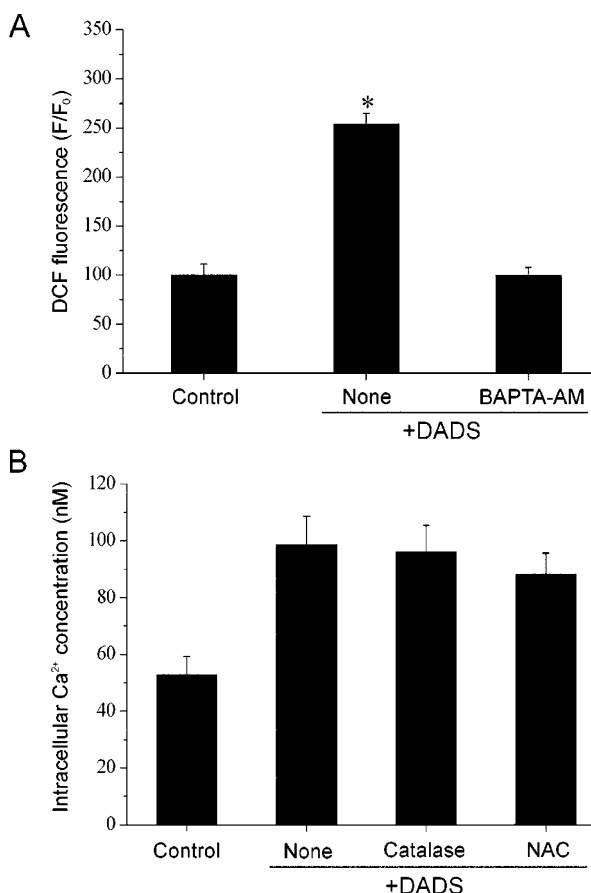 A
DCF fluorescence (F/F₀)
350
300
250
200
150
100
50
0
*
Control
None
BAPTA-AM
+DADS
B
Intracellular Ca²⁺ concentration (nM)
120
100
80
60
40
20
0
Control
None
Catalase
NAC
+DADS